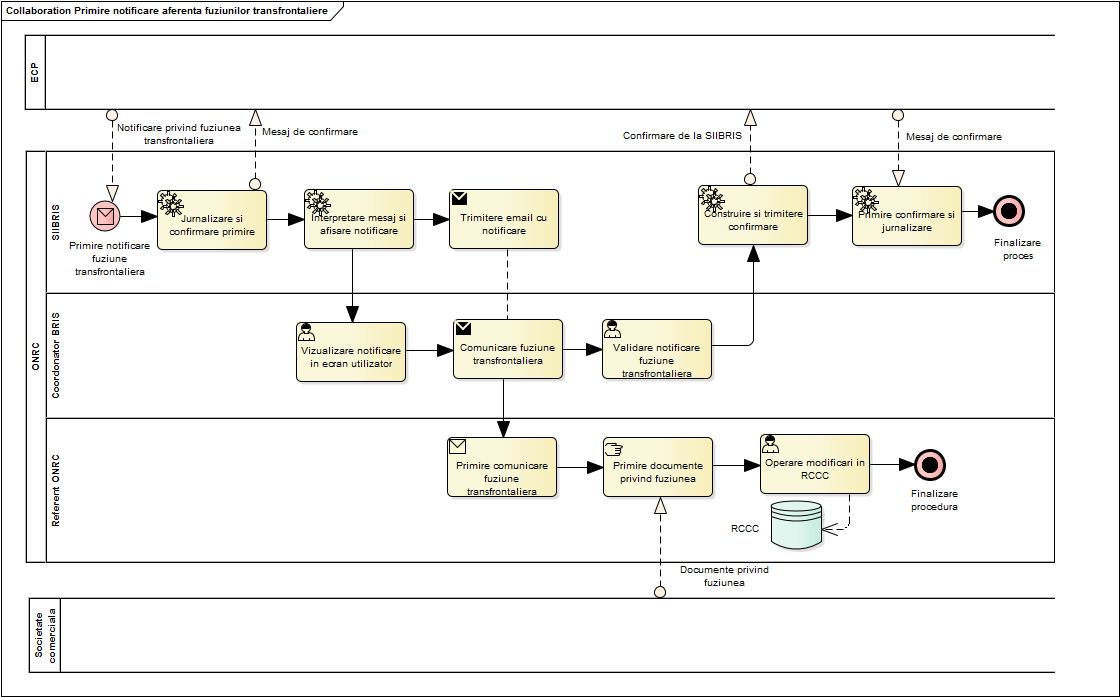 Collaboration Primire notificare aferenta fuziunilor transfrontaliere
ECP
Notificare privind fuziunea
transfrontaliera
Mesaj de confirmare
Confirmare de la SIIBRIS
Mesaj de confirmare
ONRC
SIIBRIS
Primire notificare
fuziune
transfrontaliera
Jurnalizare si
confirmare primire
Interpretare mesaj si
afisare notificare
Trimitere email cu
notificare
Construire si trimitere
confirmare
Primire confirmare si
jurnalizare
Finalizare
proces
Coordonator BRIS
Vizualizare notificare
in ecran utilizator
Comunicare fuziune
transfrontaliera
Validare notificare
fuziune
transfrontaliera
Referent ONRC
Primire comunicare
fuziune
transfrontaliera
Primire documente
privind fuziunea
Operare modificari in
RCCC
Finalizare
procedura
RCCC
Documente privind
fuziunea
Societate
comerciala